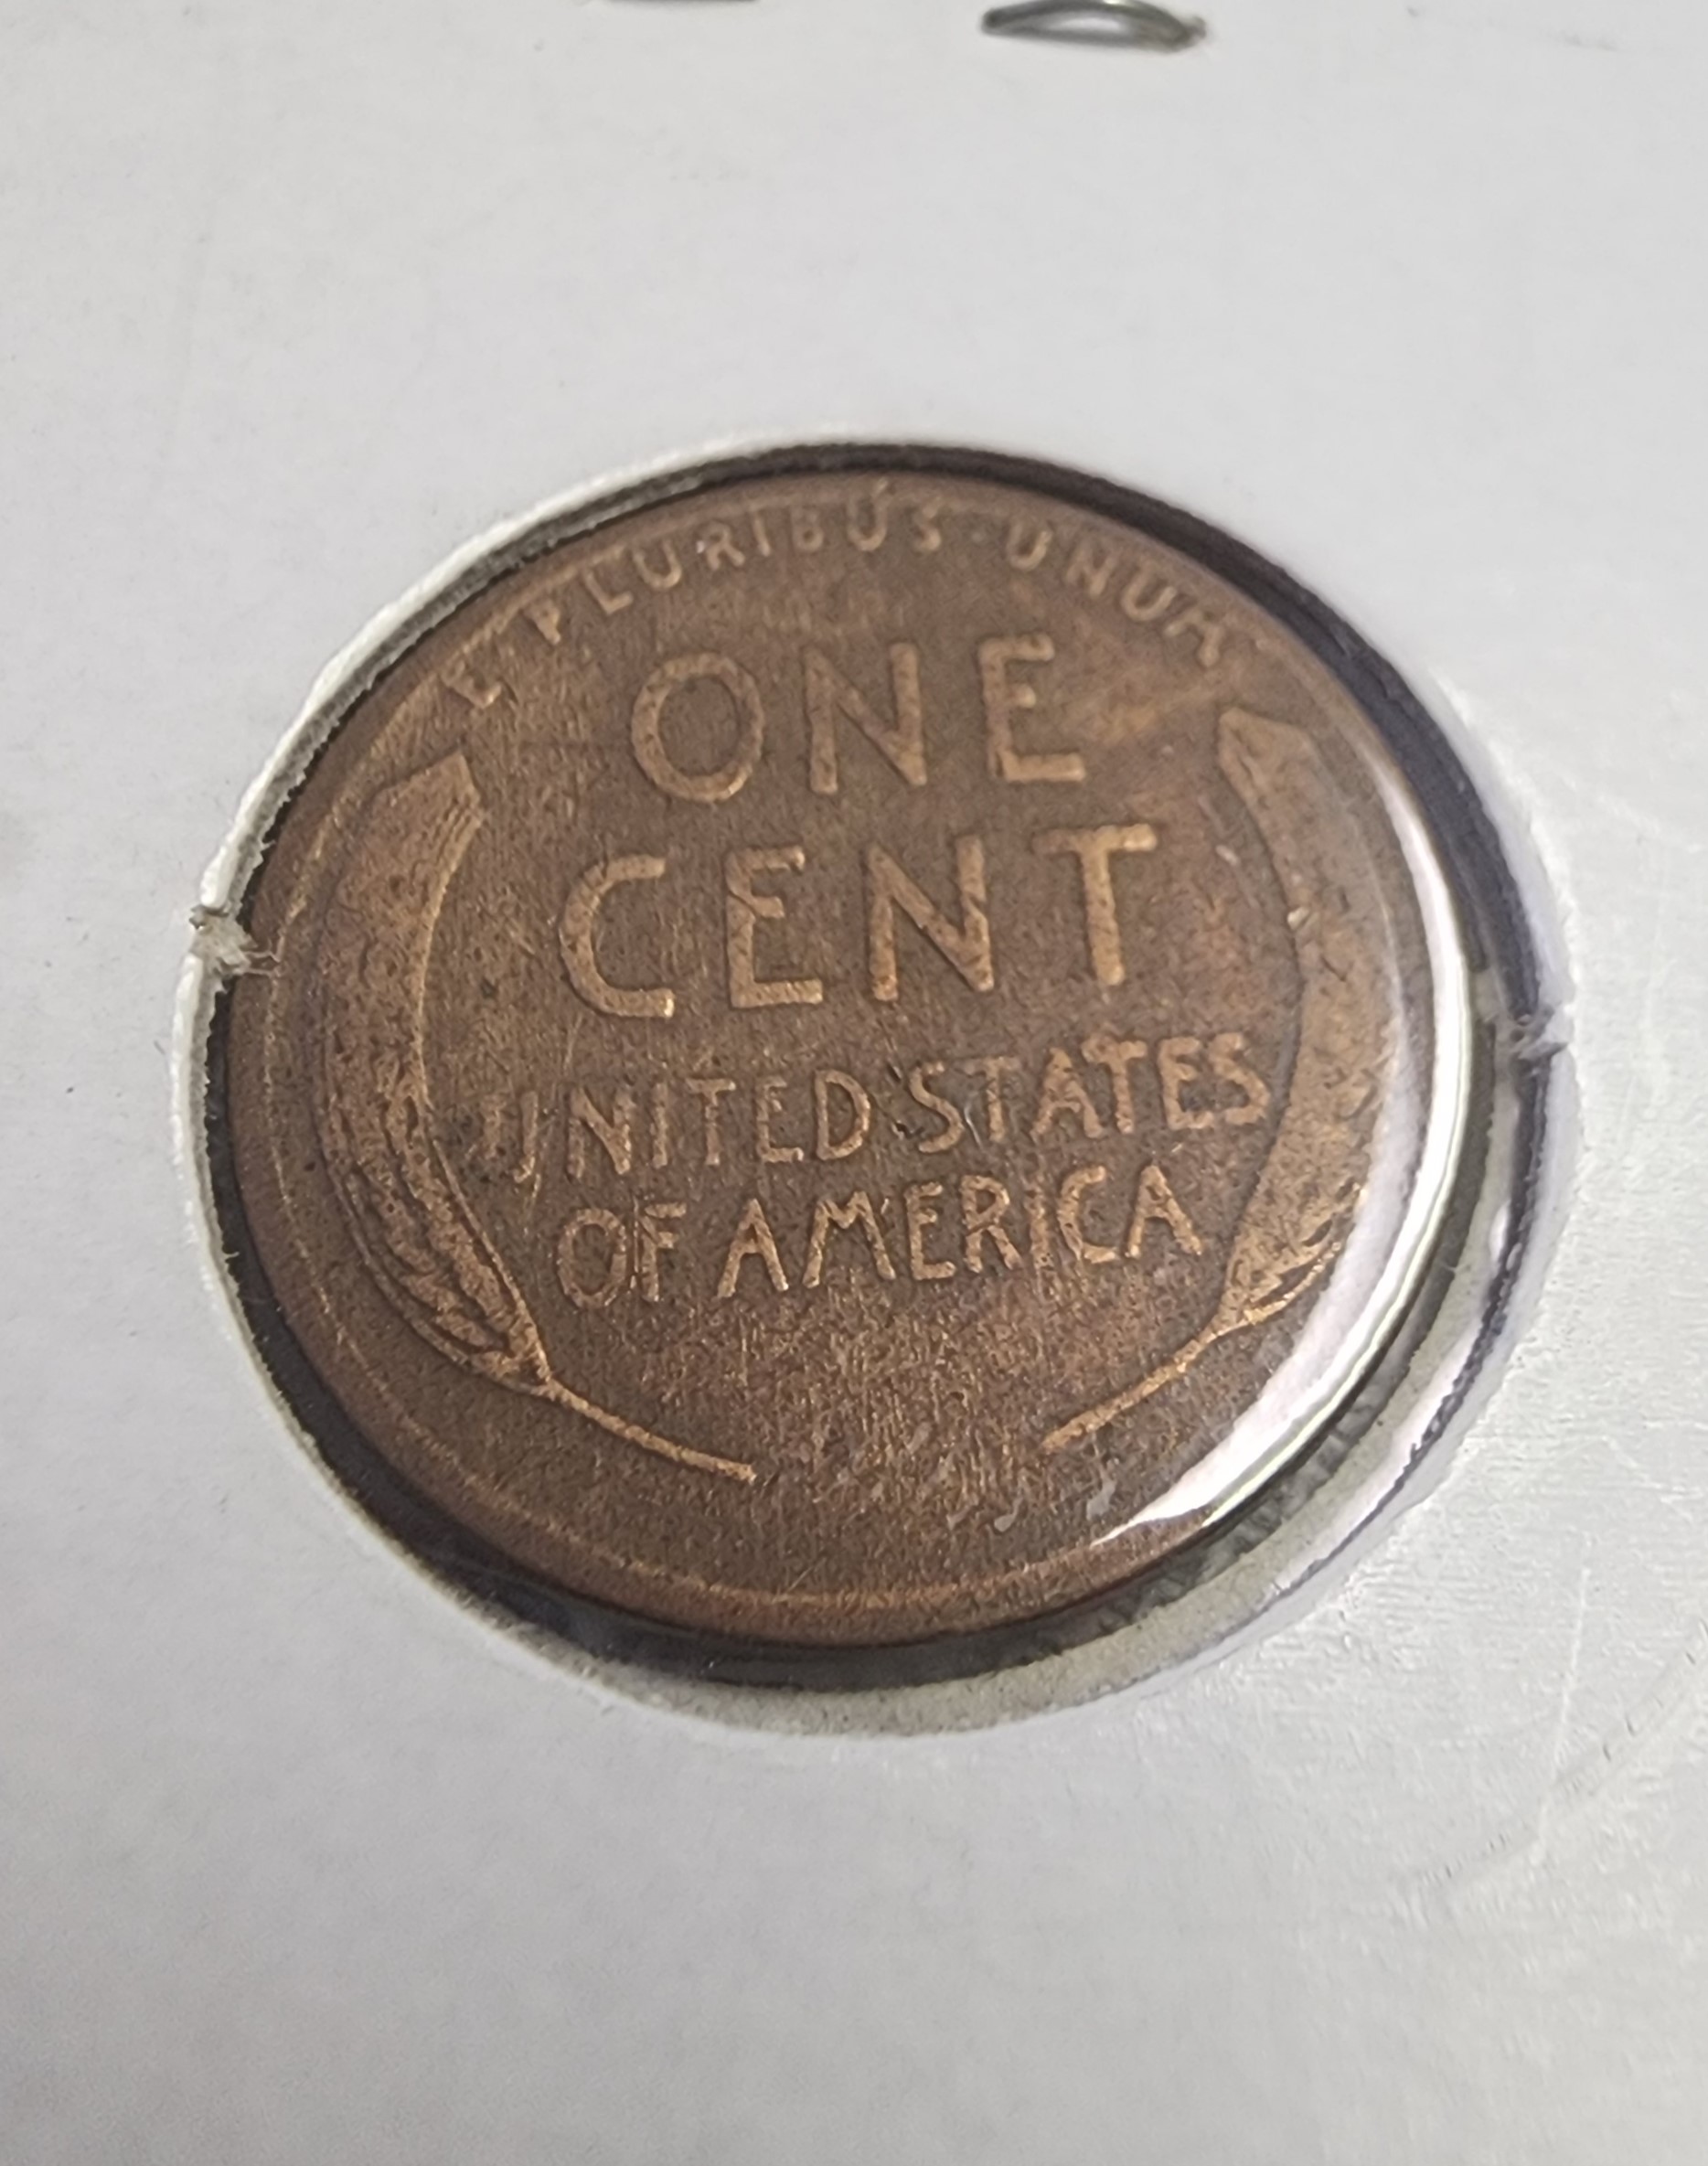 E·PLURIBUS·UNUM
ONE
CENT
UNITED STATES
OF AMERICA